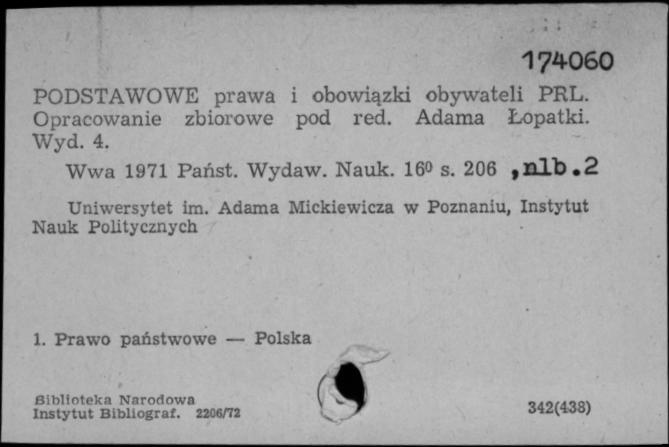 174060
PODSTAWOWE prawa i obowiązki obywateli PRL.
Opracowanie zbiorowe pod red. Adama Łopatki.
Wyd. 4.
Wwa 1971 Państ. Wydaw. Nauk. 16⁰ s. 206 ,nlb.2
Uniwersytet im. Adama Mickiewicza w Poznaniu, Instytut
Nauk Politycznych
1. Prawo państwowe — Polska
Biblioteka Narodowa
Instytut Bibliograf. 2206/72
342(438)